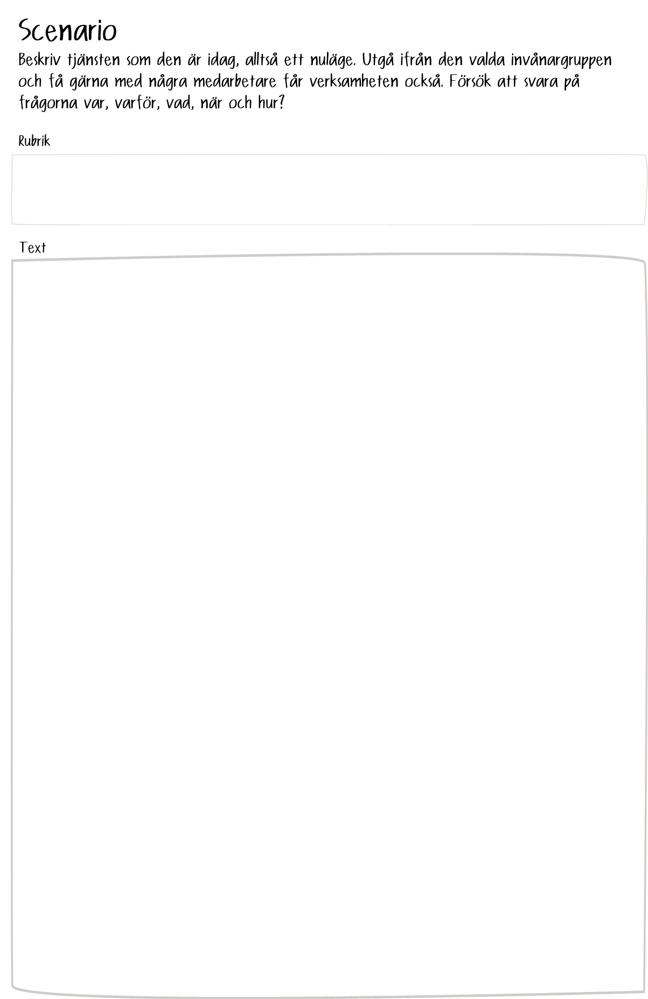 Scenario
Beskriv tjänsten som den är idag, alltså ett nuläge. Utgå ifrån den valda invånargruppen
och få gärna med några medarbetare får verksamheten också. Försök att svara på
frågorna var, varför, vad, när och hur?
Rubrik
Text